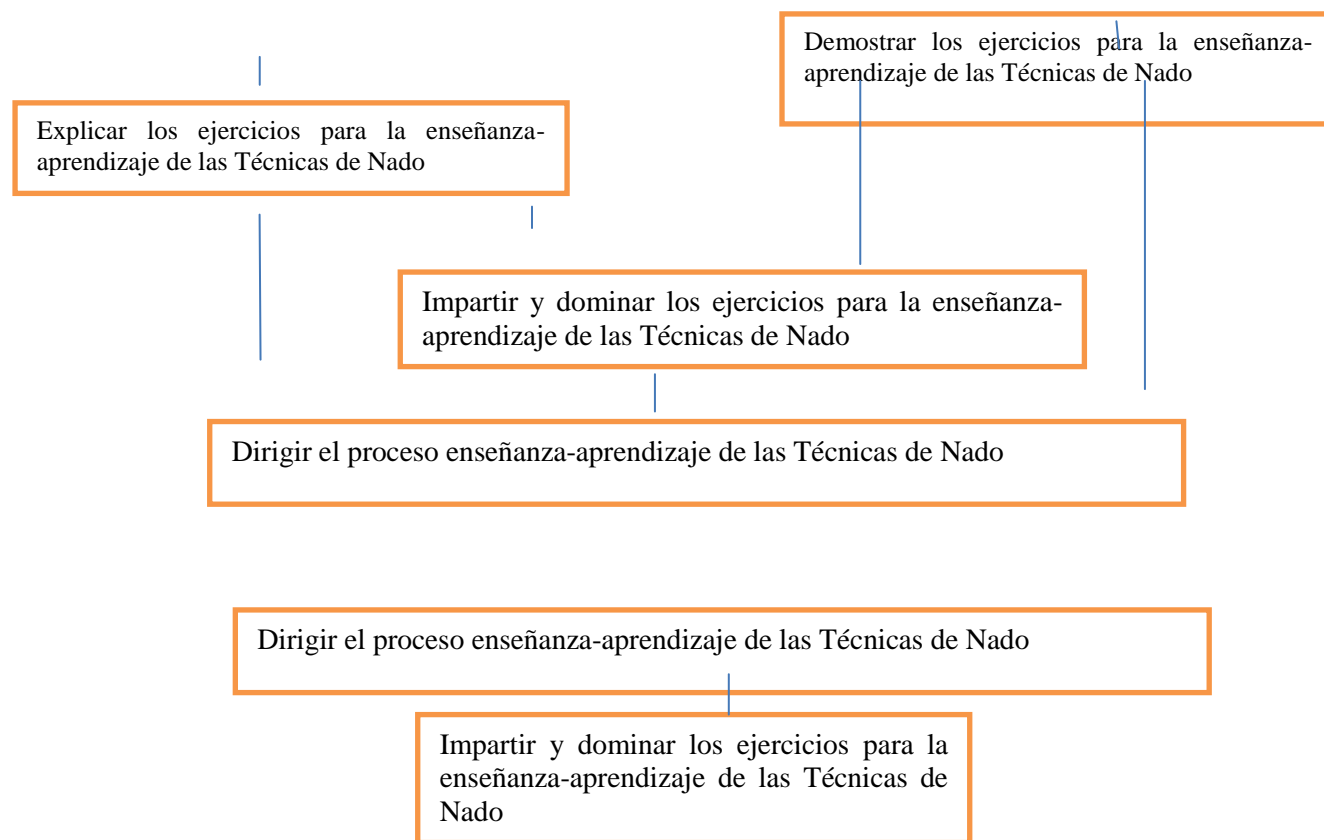 Demostrar los ejercicios para la enseñanza-
aprendizaje de las Técnicas de Nado
Explicar los ejercicios para la enseñanza-
aprendizaje de las Técnicas de Nado
Impartir y dominar los ejercicios para la enseñanza-
aprendizaje de las Técnicas de Nado
Dirigir el proceso enseñanza-aprendizaje de las Técnicas de Nado
Dirigir el proceso enseñanza-aprendizaje de las Técnicas de Nado
Impartir y dominar los ejercicios para la
enseñanza-aprendizaje de las Técnicas de
Nado